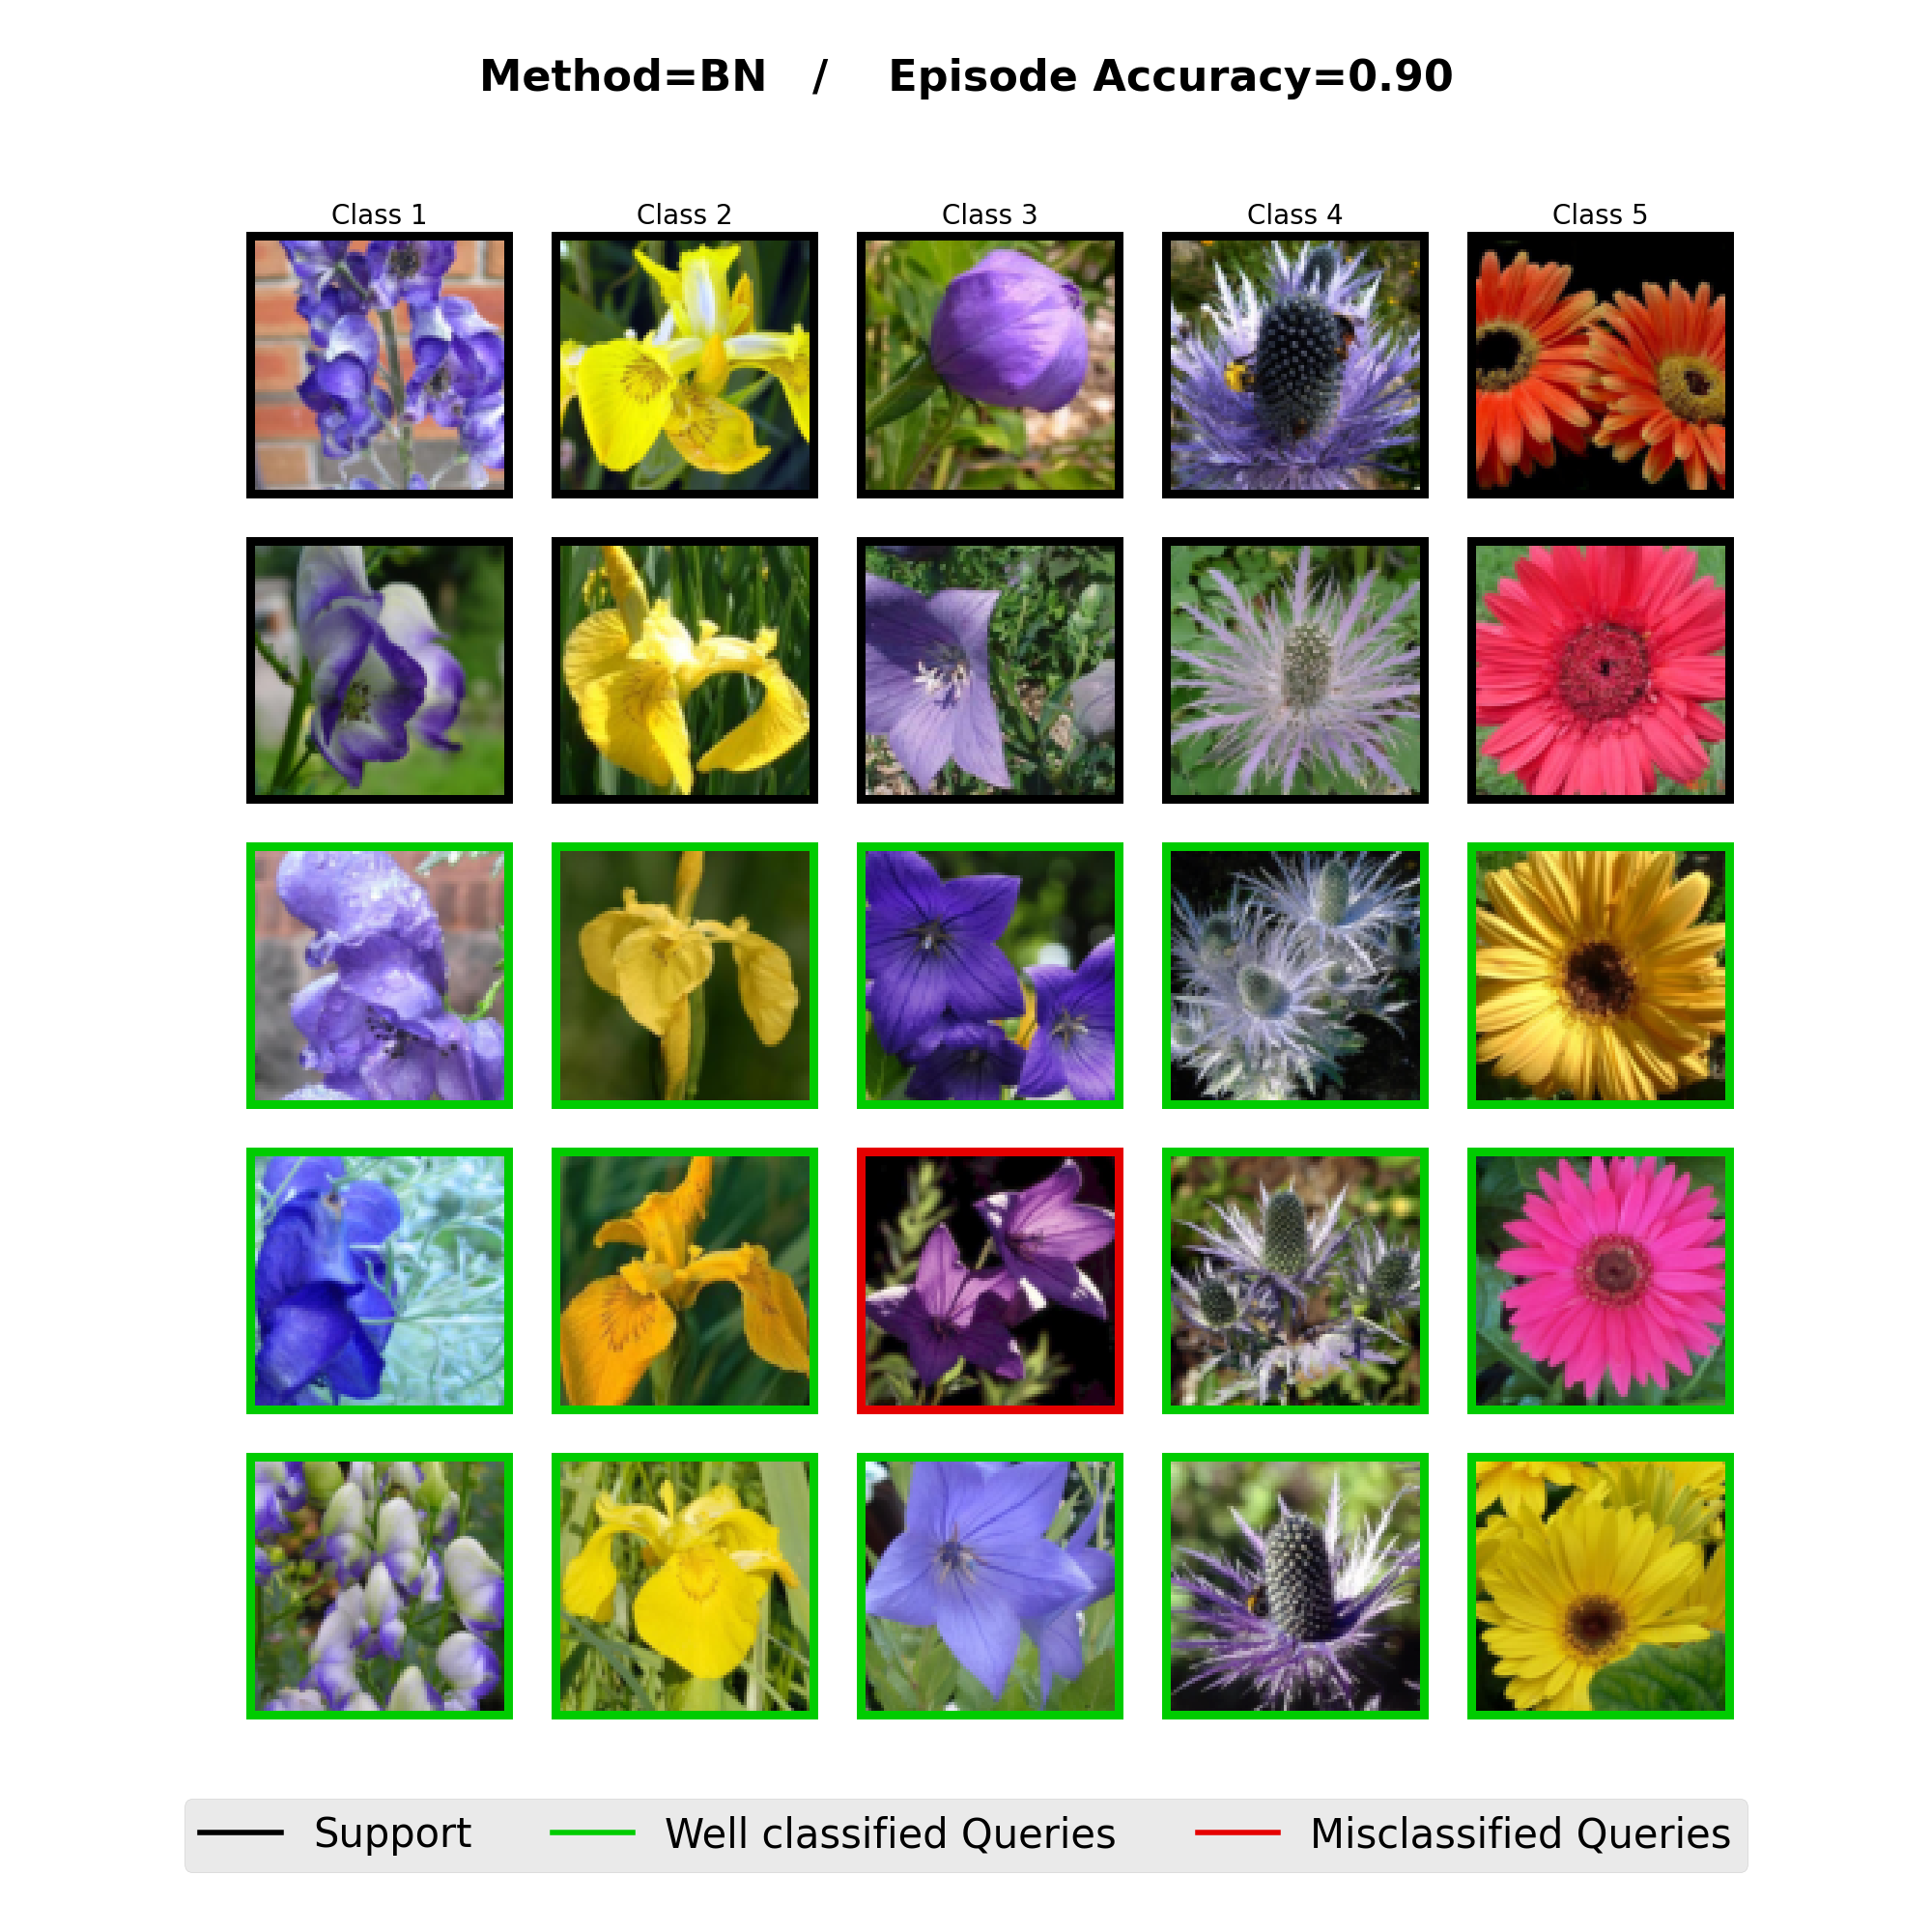 Method=BN / Episode Accuracy=0.90
Class 1 Class 2 Class 3 Class 4 Class 5
Support Well classified Queries Misclassified Queries